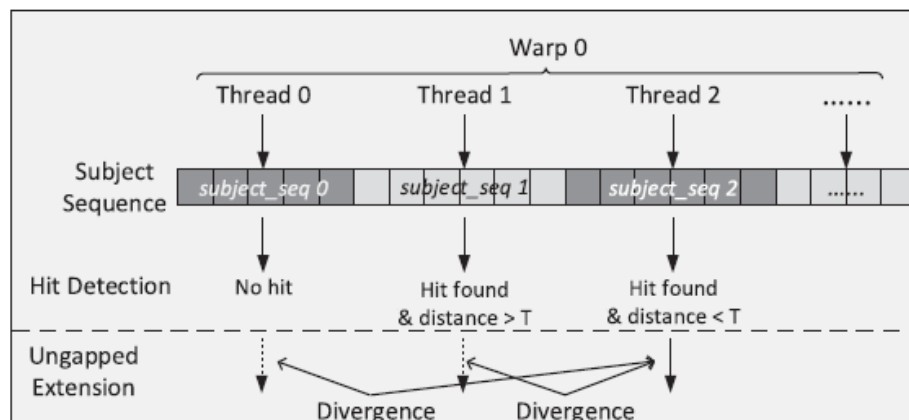 Warp 0
Thread 0 Thread 1 Thread 2 ......
Subject
Sequence
subject_seq 0 subject_seq 1 subject_seq 2 ......
Hit Detection
No hit
Hit found
& distance > T
Hit found
& distance < T
Ungapped
Extension
Divergence Divergence